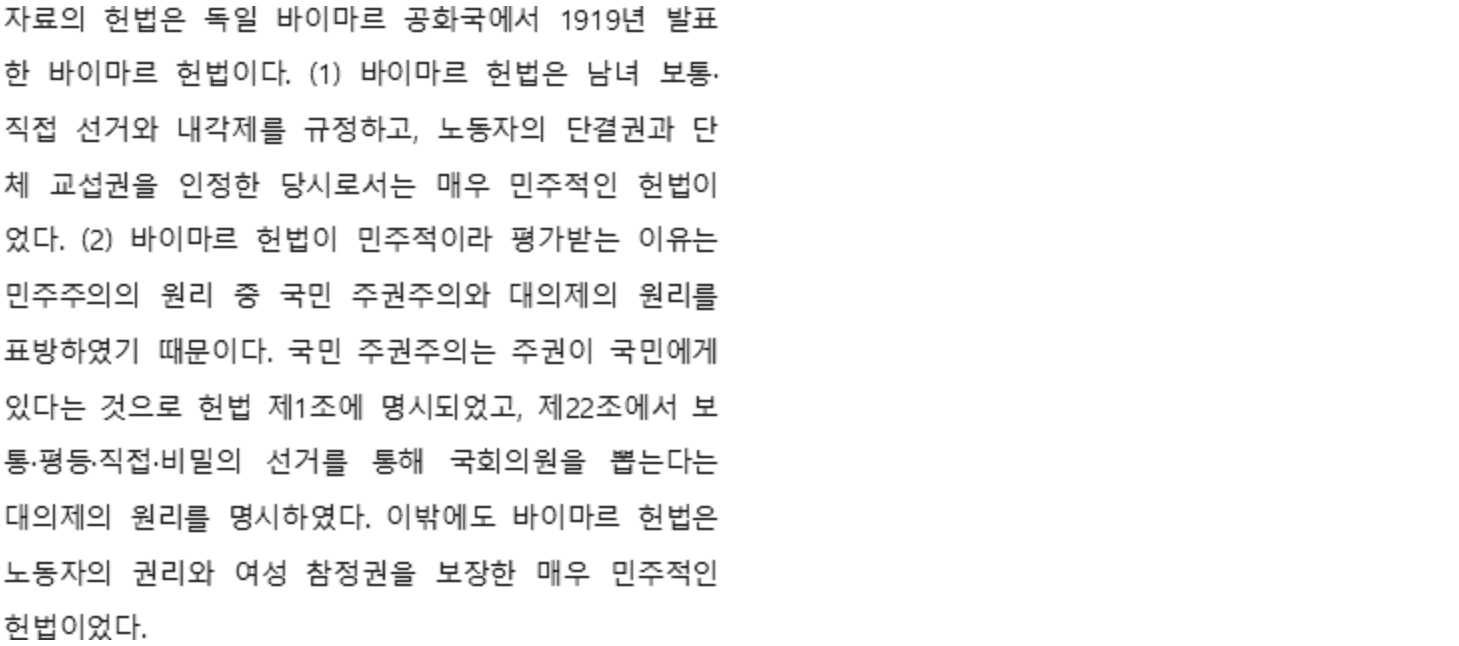 자료의 헌법은 독일 바이마르 공화국에서 1919년 발표
한 바이마르 헌법이다. (1) 바이마르 헌법은 남녀 보통·
직접 선거와 내각제를 규정하고, 노동자의 단결권과 단
체 교섭권을 인정한 당시로서는 매우 민주적인 헌법이
었다. (2) 바이마르 헌법이 민주적이라 평가받는 이유는
민주주의의 원리 중 국민 주권주의와 대의제의 원리를
표방하였기 때문이다. 국민 주권주의는 주권이 국민에게
있다는 것으로 헌법 제1조에 명시되었고, 제22조에서 보
통·평등·직접·비밀의 선거를 통해 국회의원을 뽑는다는
대의제의 원리를 명시하였다. 이밖에도 바이마르 헌법은
노동자의 권리와 여성 참정권을 보장한 매우 민주적인
헌법이었다.